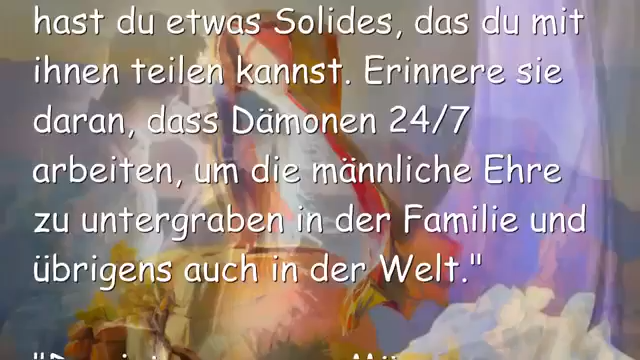 hast du etwas Solides, das du mit
ihnen teilen kannst. Erinnere sie
daran, dass Dämonen 24/7
arbeiten, um die männliche Ehre
zu untergraben in der Familie und
übrigens auch in der Welt."